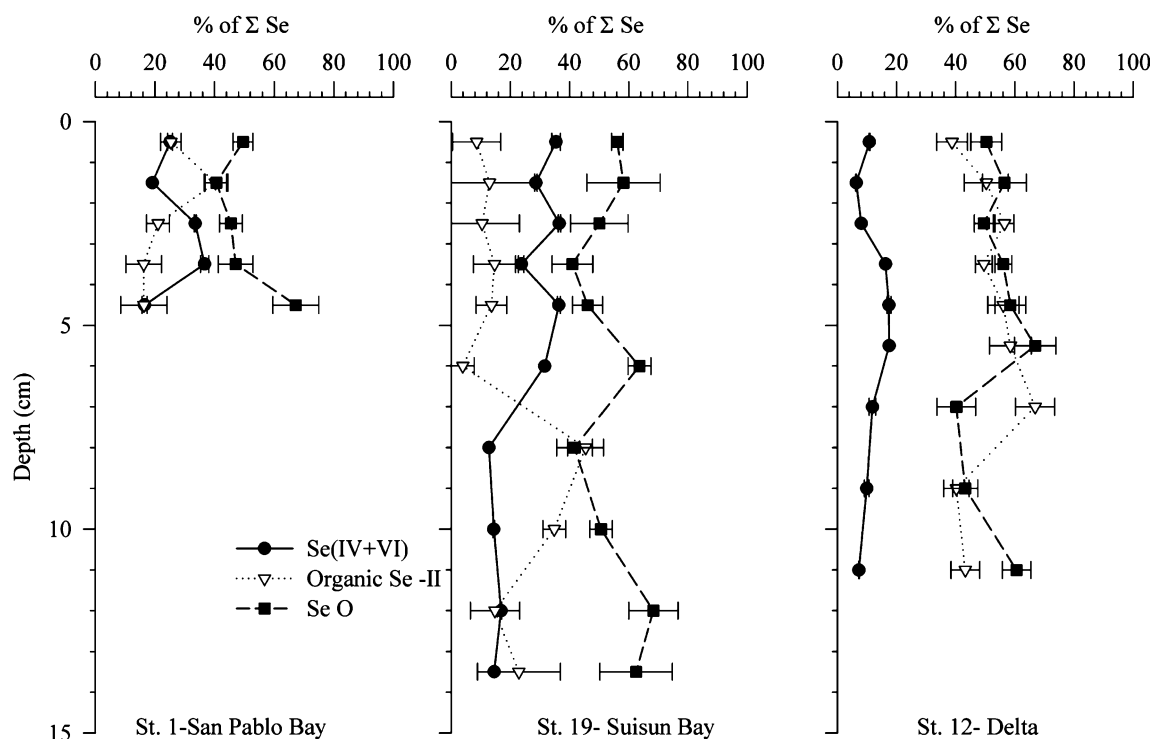 % of Σ Se % of Σ Se % of Σ Se
0 20 40 60 80 100 0 20 40 60 80 100 0 20 40 60 80 100
0
5
10
15
Depth (cm)
Se(IV+VI)
Organic Se -II
Se O
St. 1-San Pablo Bay St. 19- Suisun Bay St. 12- Delta